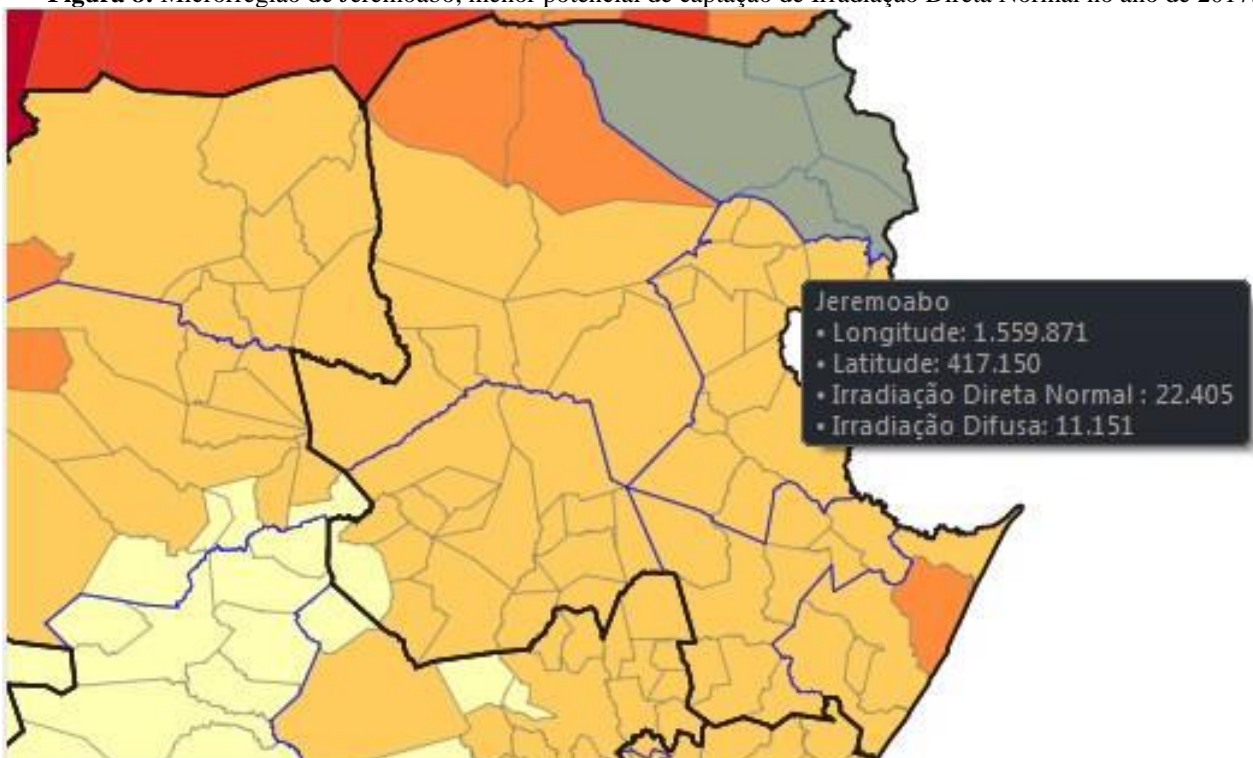 Figura 8: Microrregião de Jeremoabo, menor potencial de captação de Irradiação Direta Normal no ano de 2017.
Jeremoabo
• Longitude: 1.559.871
• Latitude: 417.150
• Irradiação Direta Normal : 22.405
• Irradiação Difusa: 11.151